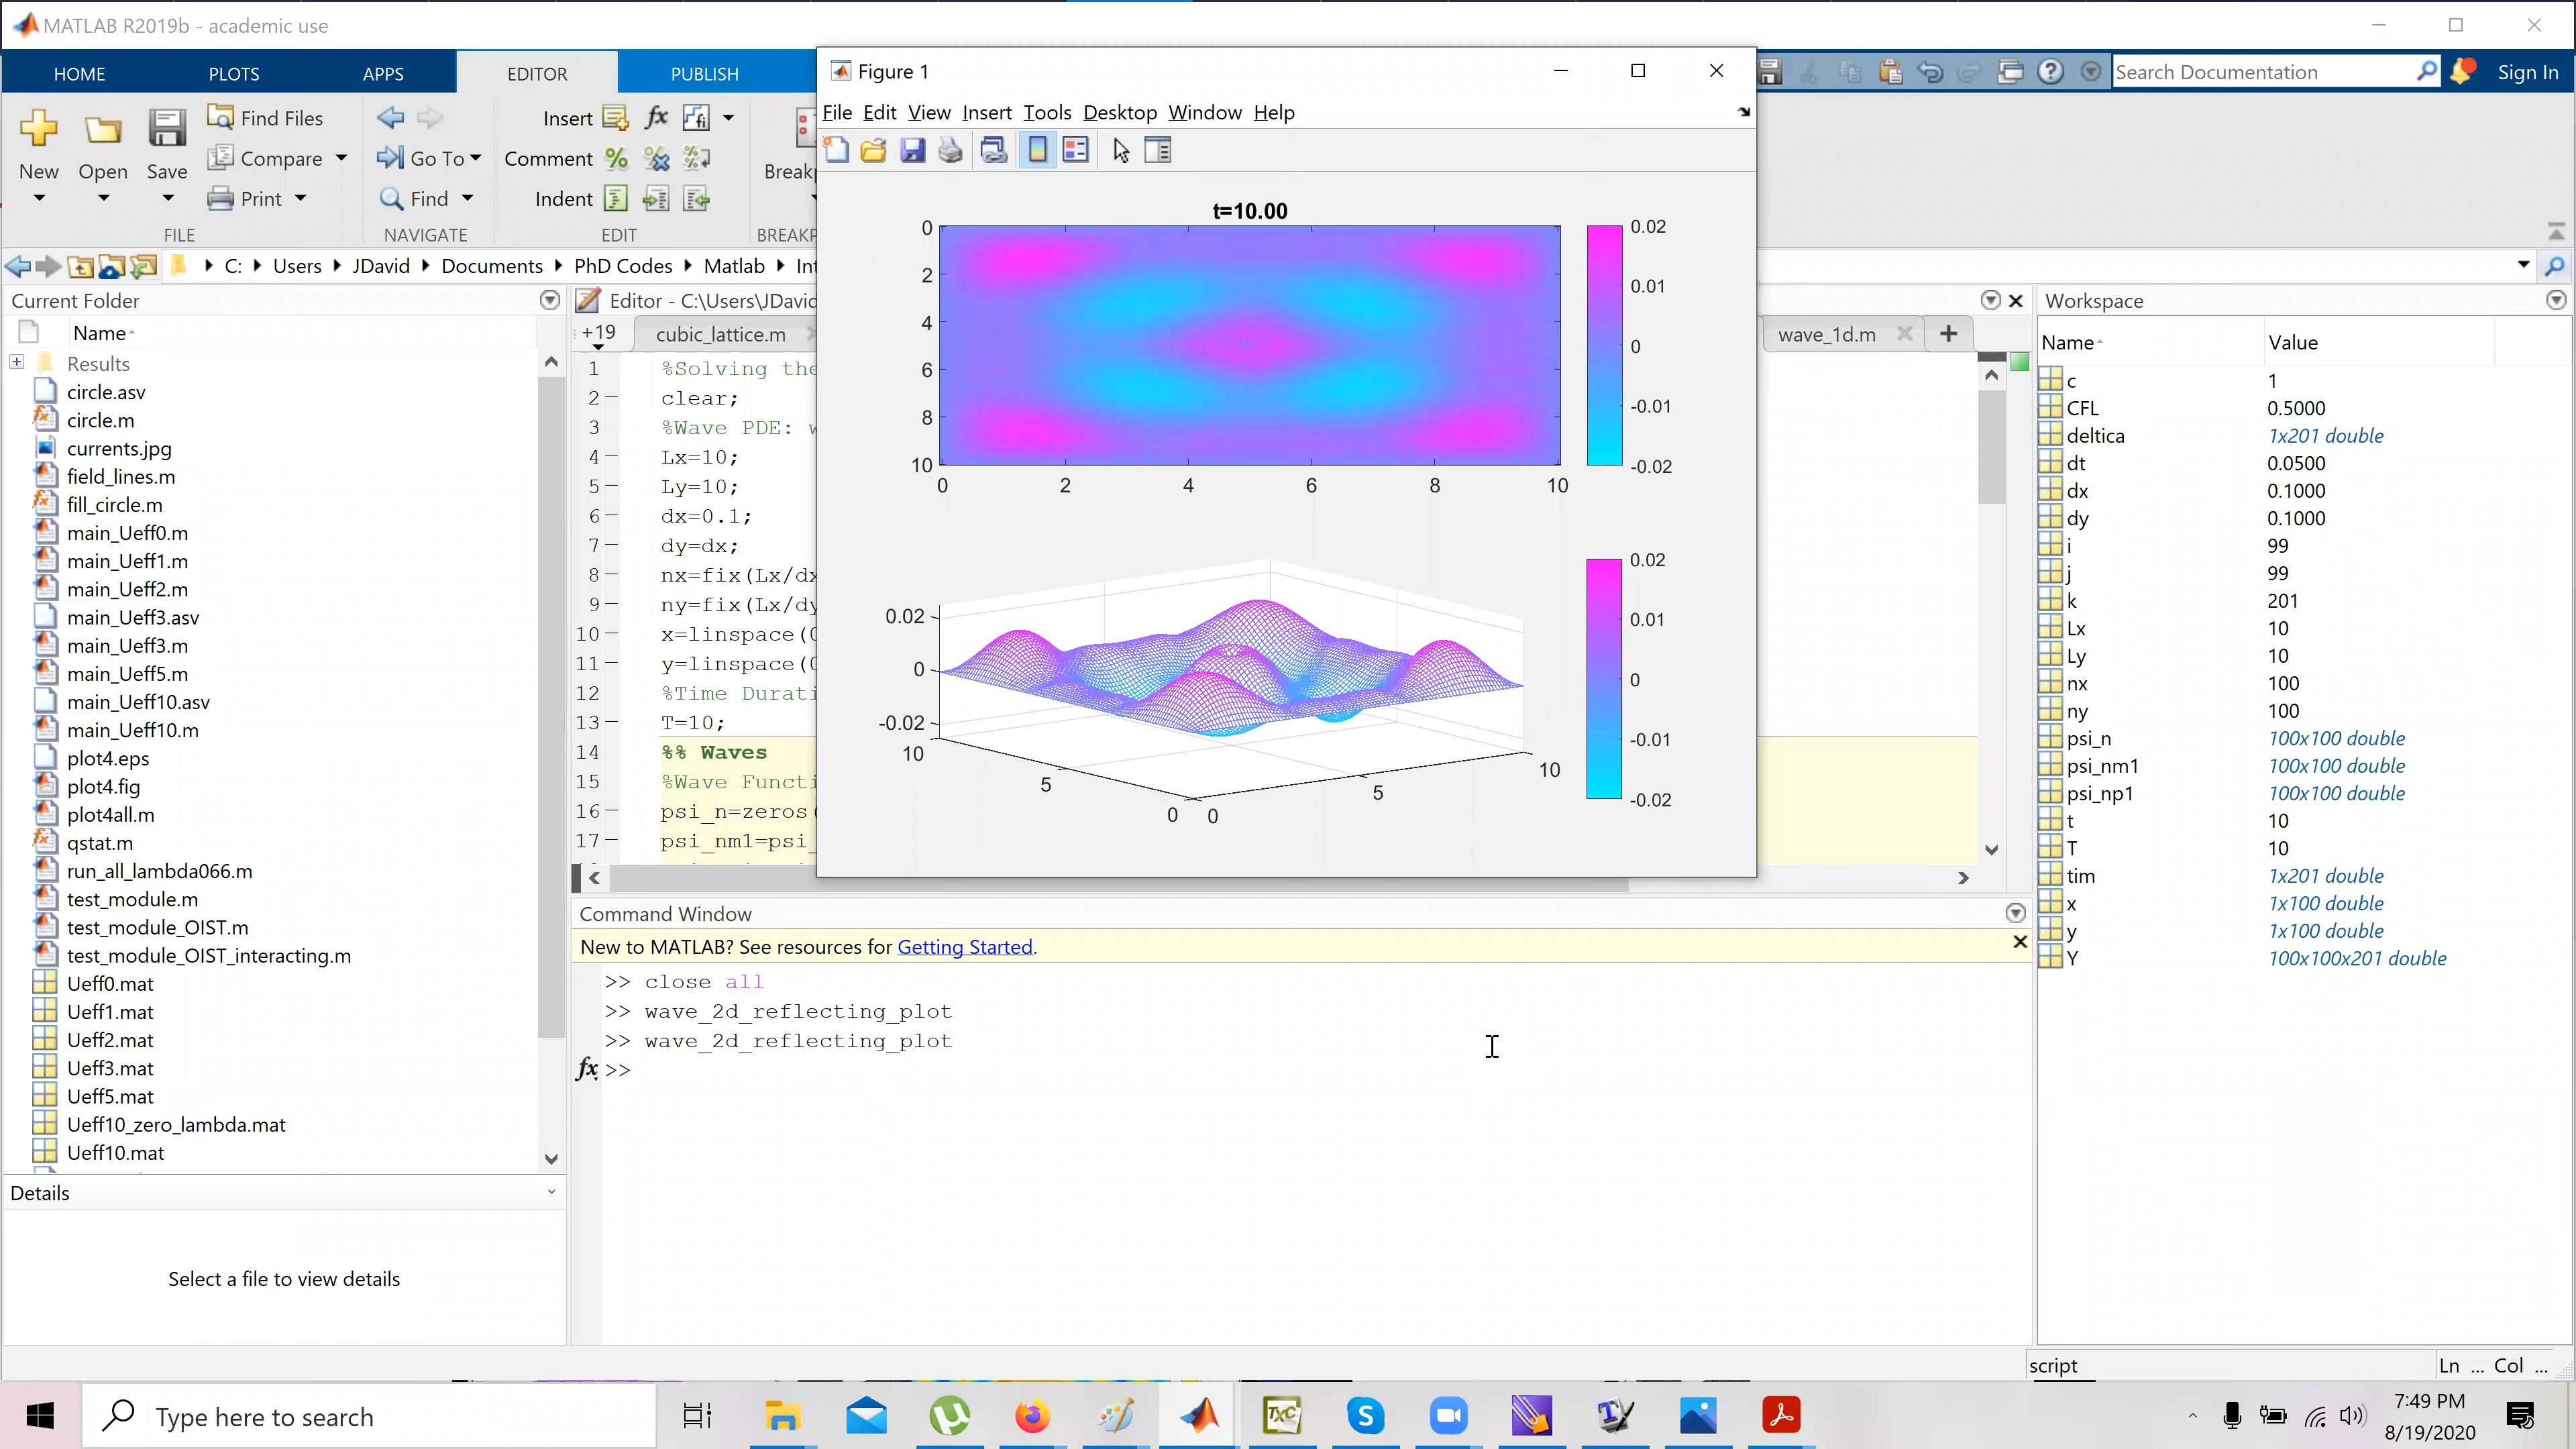 MATLAB R2019b - academic use
HOME
PLOTS
APPS
EDITOR
PUBLISH
Search Documentation
Sign In
New
Open
Save
Find Files
Compare
Print
FILE
Go To
Find
NAVIGATE
Insert
Comment
Indent
EDIT
fx
BREAKP
C: Users JDavid Documents PhD Codes Matlab Int
Current Folder
Name
Results
circle.asv
circle.m
currents.jpg
field_lines.m
fill_circle.m
main_Ueff0.m
main_Ueff1.m
main_Ueff2.m
main_Ueff3.asv
main_Ueff3.m
main_Ueff5.m
main_Ueff10.asv
main_Ueff10.m
plot4.eps
plot4.fig
plot4all.m
qstat.m
run_all_lambda066.m
test_module.m
test_module_OIST.m
test_module_OIST_interacting.m
Ueff0.mat
Ueff1.mat
Ueff2.mat
Ueff3.mat
Ueff5.mat
Ueff10_zero_lambda.mat
Ueff10.mat
Details
Select a file to view details
Editor - C:\Users\JDavid
+19
cubic_lattice.m
wave_1d.m
1 %Solving the
2 clear;
3 %Wave PDE: w
4 Lx=10;
5 Ly=10;
6 dx=0.1;
7 dy=dx;
8 nx=fix(Lx/dx
9 ny=fix(Lx/dy
10 x=linspace(0
11 y=linspace(0
12 %Time Durati
13 T=10;
14 %% Waves
15 %Wave Functi
16 psi_n=zeros(
17 psi_nm1=psi_
Figure 1
File Edit View Insert Tools Desktop Window Help
t=10.00
0
2
4
6
8
10
0 2 4 6 8 10
0.02
0.01
0
-0.01
-0.02
0.02
0
-0.02
10
5
0
0
5
10
0.02
0.01
0
-0.01
-0.02
Command Window
New to MATLAB? See resources for Getting Started.
>> close all
>> wave_2d_reflecting_plot
>> wave_2d_reflecting_plot
fx >>
Workspace
Name Value
c 1
CFL 0.5000
deltica 1x201 double
dt 0.0500
dx 0.1000
dy 0.1000
i 99
j 99
k 201
Lx 10
Ly 10
nx 100
ny 100
psi_n 100x100 double
psi_nm1 100x100 double
psi_np1 100x100 double
t 10
T 10
tim 1x201 double
x 1x100 double
y 1x100 double
Y 100x100x201 double
script
Ln ... Col ...
Type here to search
TxC
7:49 PM
8/19/2020